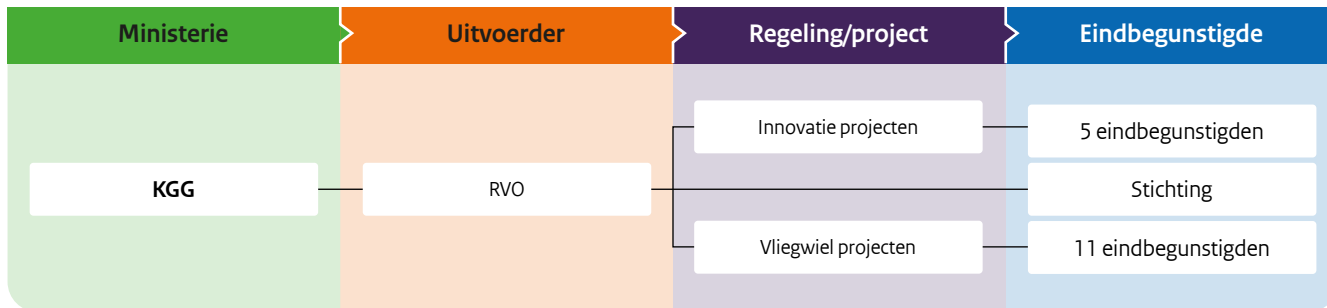 Ministerie
Uitvoerder
Regeling/project
Eindbegunstigde
Innovatie projecten
5 eindbegunstigden
KGG
RVO
Stichting
Vliegwiel projecten
11 eindbegunstigden